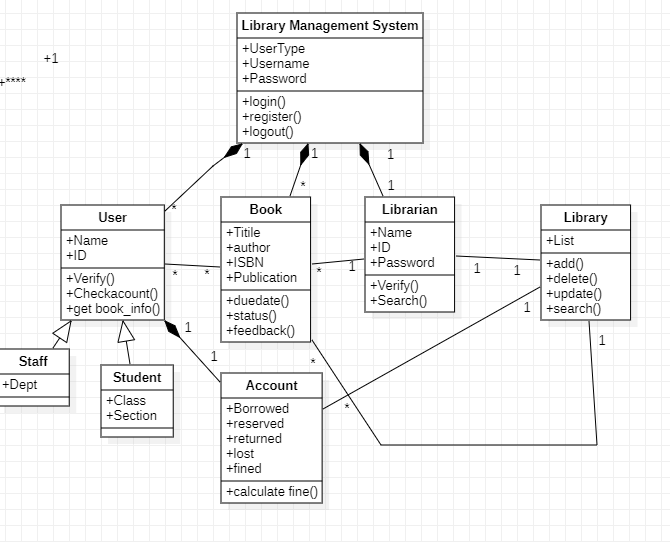 Library Management System
+UserType
+Username
+Password
+login()
+register()
+logout()
+1
+****
1
1
1
*
*
1
User
+Name
+ID
+Verify()
+Checkacount()
+get book_info()
Book
+Titile
+author
+ISBN
+Publication
+duedate()
+status()
+feedback()
Librarian
+Name
+ID
+Password
+Verify()
+Search()
Library
+List
+add()
+delete()
+update()
+search()
*
*
*
1
1
1
1
1
1
1
*
*
Staff
+Dept
Student
+Class
+Section
Account
+Borrowed
+reserved
+returned
+lost
+fined
+calculate fine()